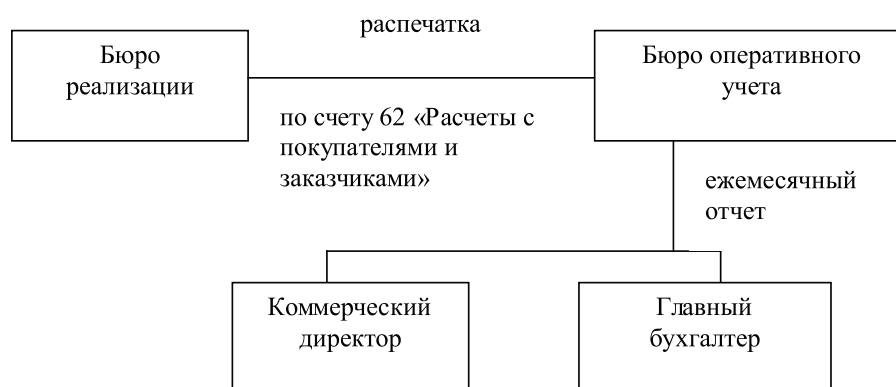 распечатка
Бюро
реализации
Бюро оперативного
учета
по счету 62 «Расчеты с
покупателями и
заказчиками»
ежемесячный
отчет
Коммерческий
директор
Главный
бухгалтер